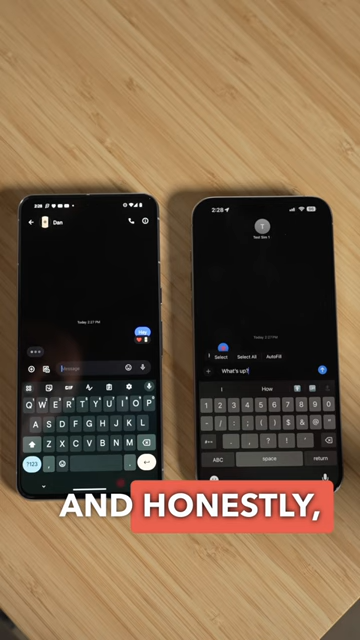 2:28
Dan
Today 2:27 PM
Hey
Message
GIF
Q W E R T Y U I O P
A S D F G H J K L
Z X C V B N M
?123 , .
2:28
T
Test Sim 1
Today 2:27 PM
Select Select All AutoFill
What's up?
I How
1 2 3 4 5 6 7 8 9 0
ABC space return
AND HONESTLY,